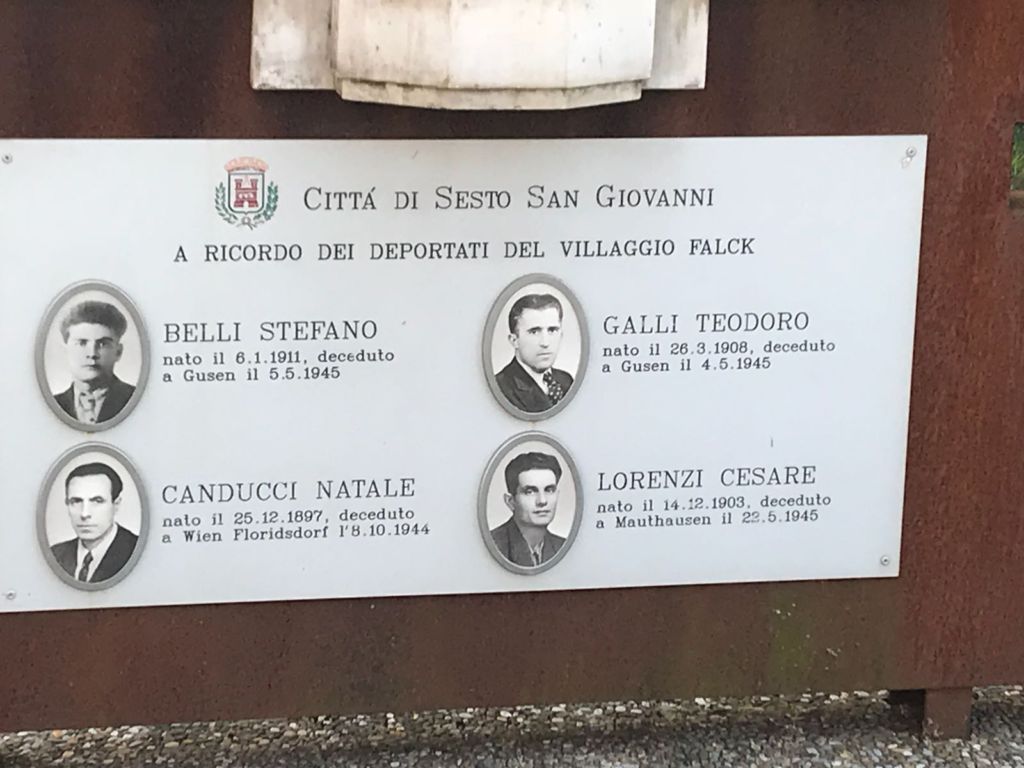 CITTÁ DI SESTO SAN GIOVANNI
A RICORDO DEI DEPORTATI DEL VILLAGGIO FALCK
BELLI STEFANO
nato il 6.1.1911, deceduto
a Gusen il 5.5.1945
GALLI TEODORO
nato il 26.3.1908, deceduto
a Gusen il 4.5.1945
CANDUCCI NATALE
nato il 25.12.1897, deceduto
a Wien Floridsdorf l'8.10.1944
LORENZI CESARE
nato il 14.12.1903, deceduto
a Mauthausen il 22.5.1945